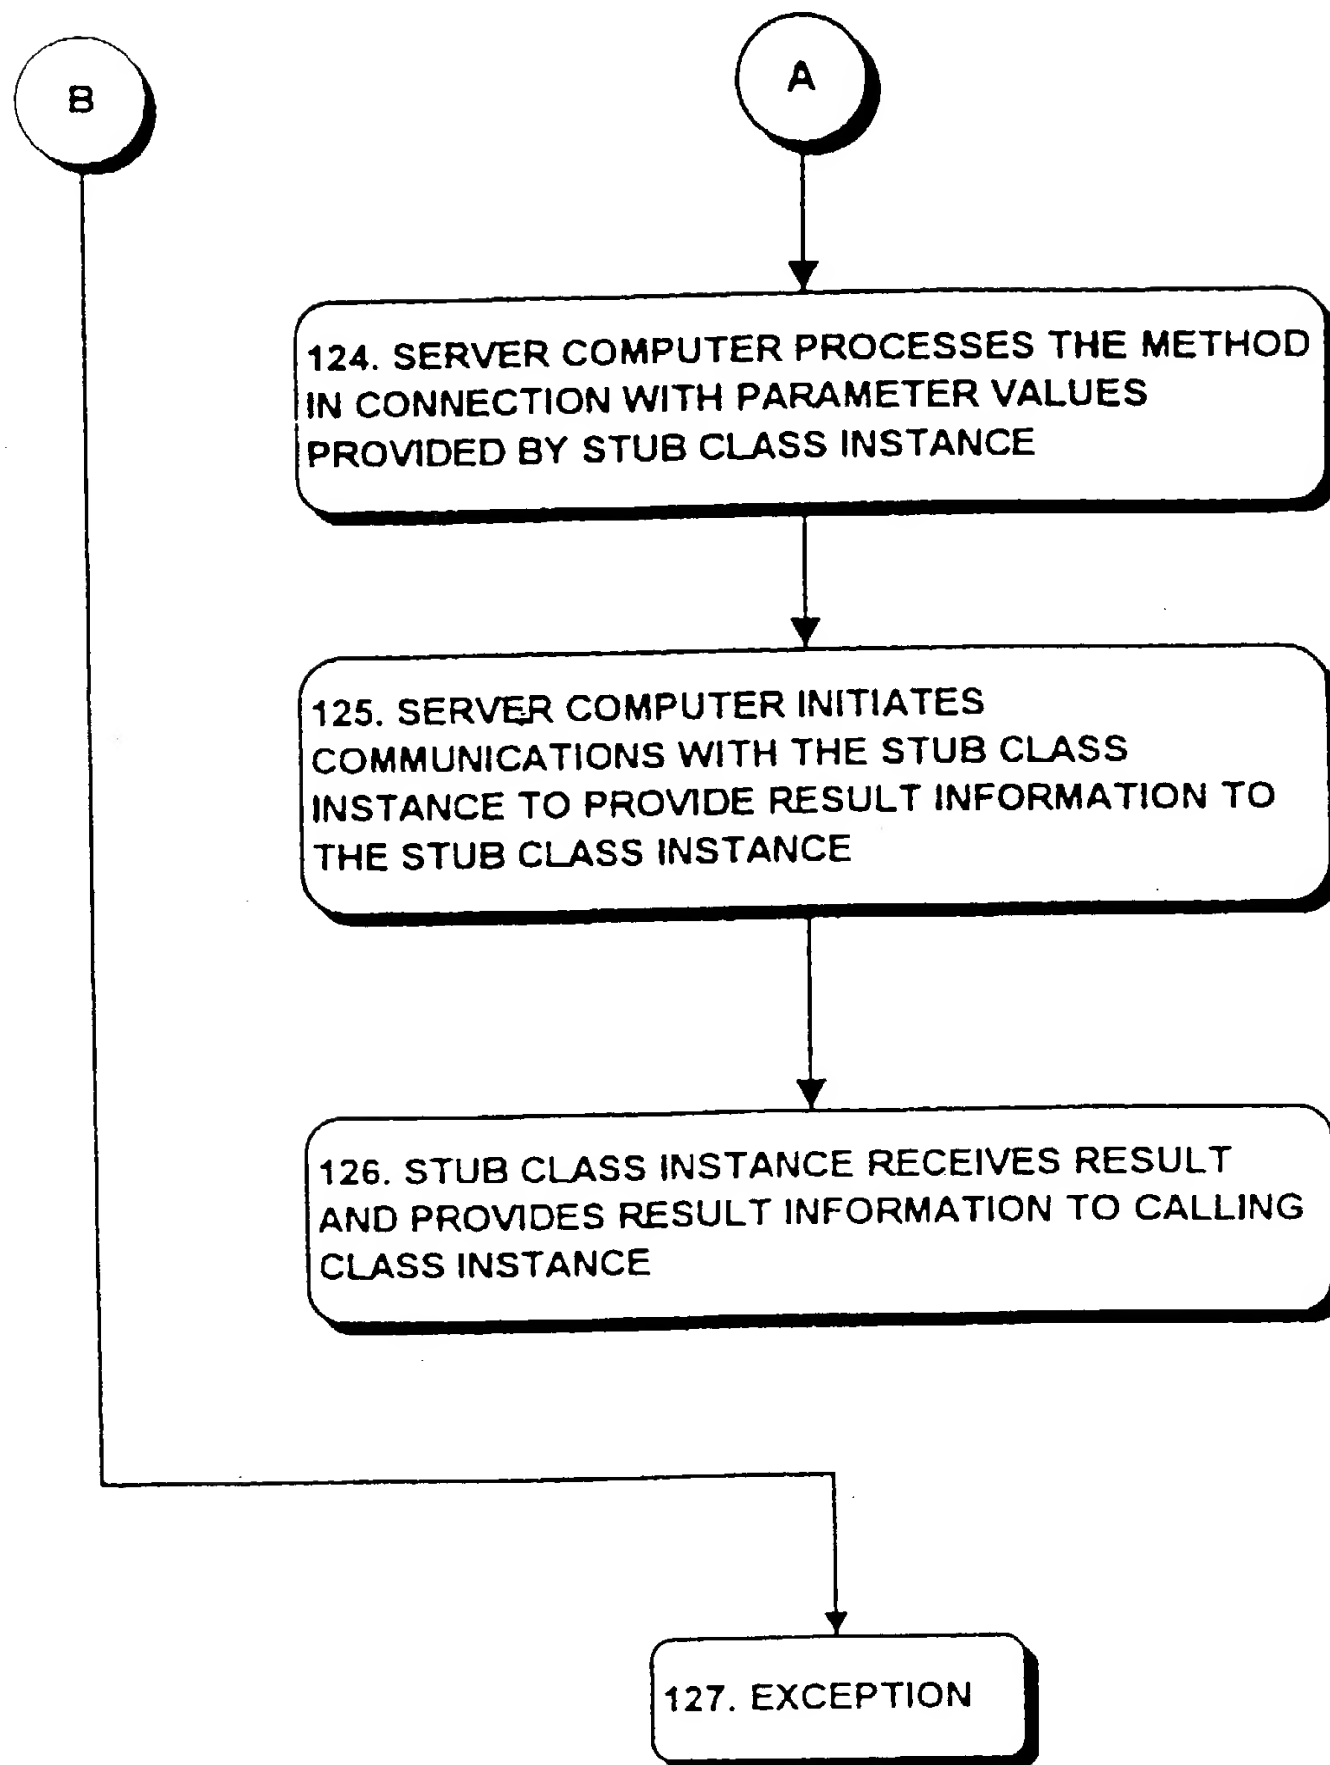 B
A
124. SERVER COMPUTER PROCESSES THE METHOD
IN CONNECTION WITH PARAMETER VALUES
PROVIDED BY STUB CLASS INSTANCE
125. SERVER COMPUTER INITIATES
COMMUNICATIONS WITH THE STUB CLASS
INSTANCE TO PROVIDE RESULT INFORMATION TO
THE STUB CLASS INSTANCE
126. STUB CLASS INSTANCE RECEIVES RESULT
AND PROVIDES RESULT INFORMATION TO CALLING
CLASS INSTANCE
127. EXCEPTION